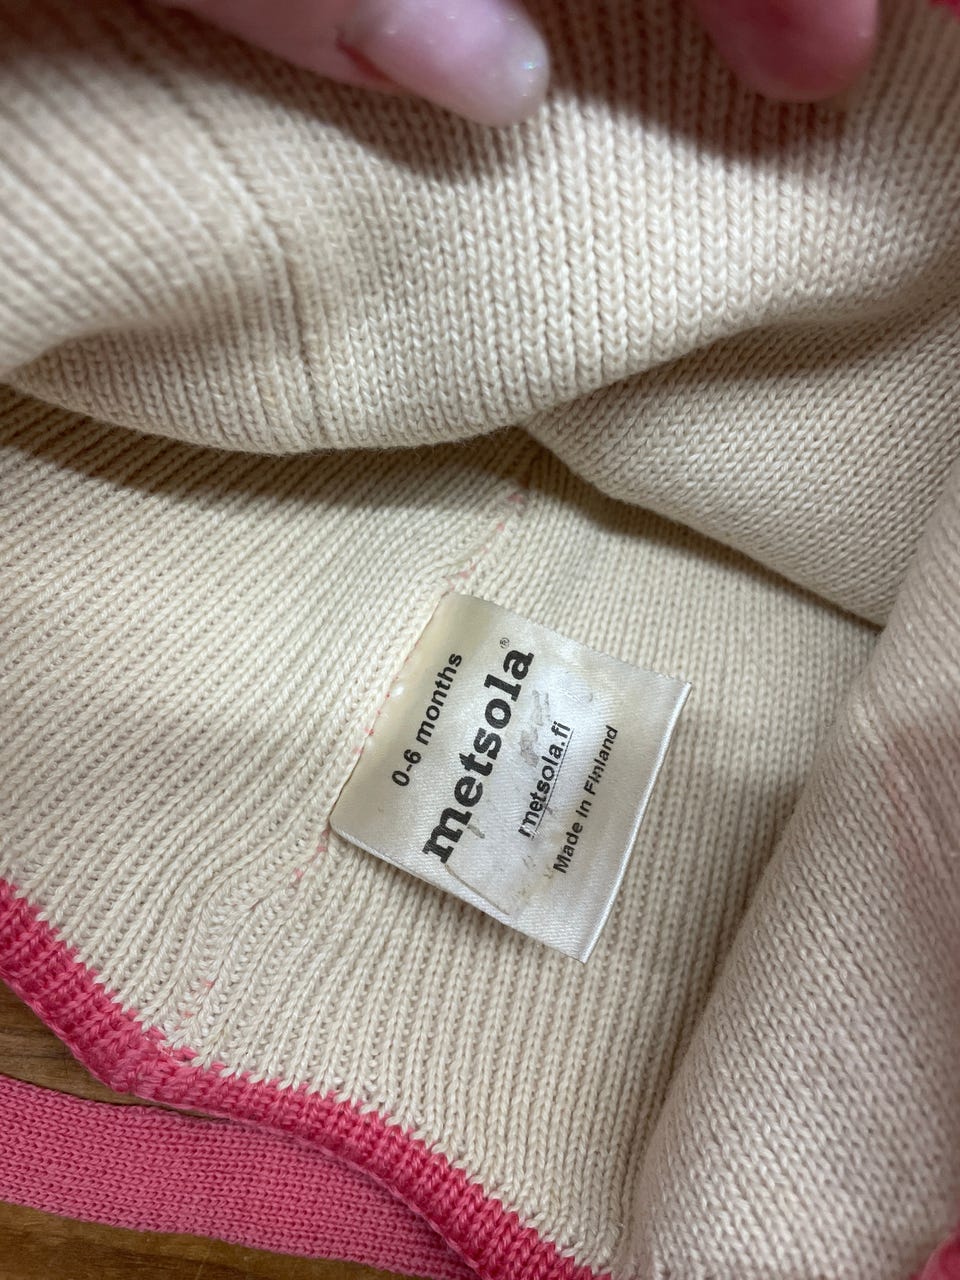 0-6 months
metsola®
metsola.fi
Made in Finland